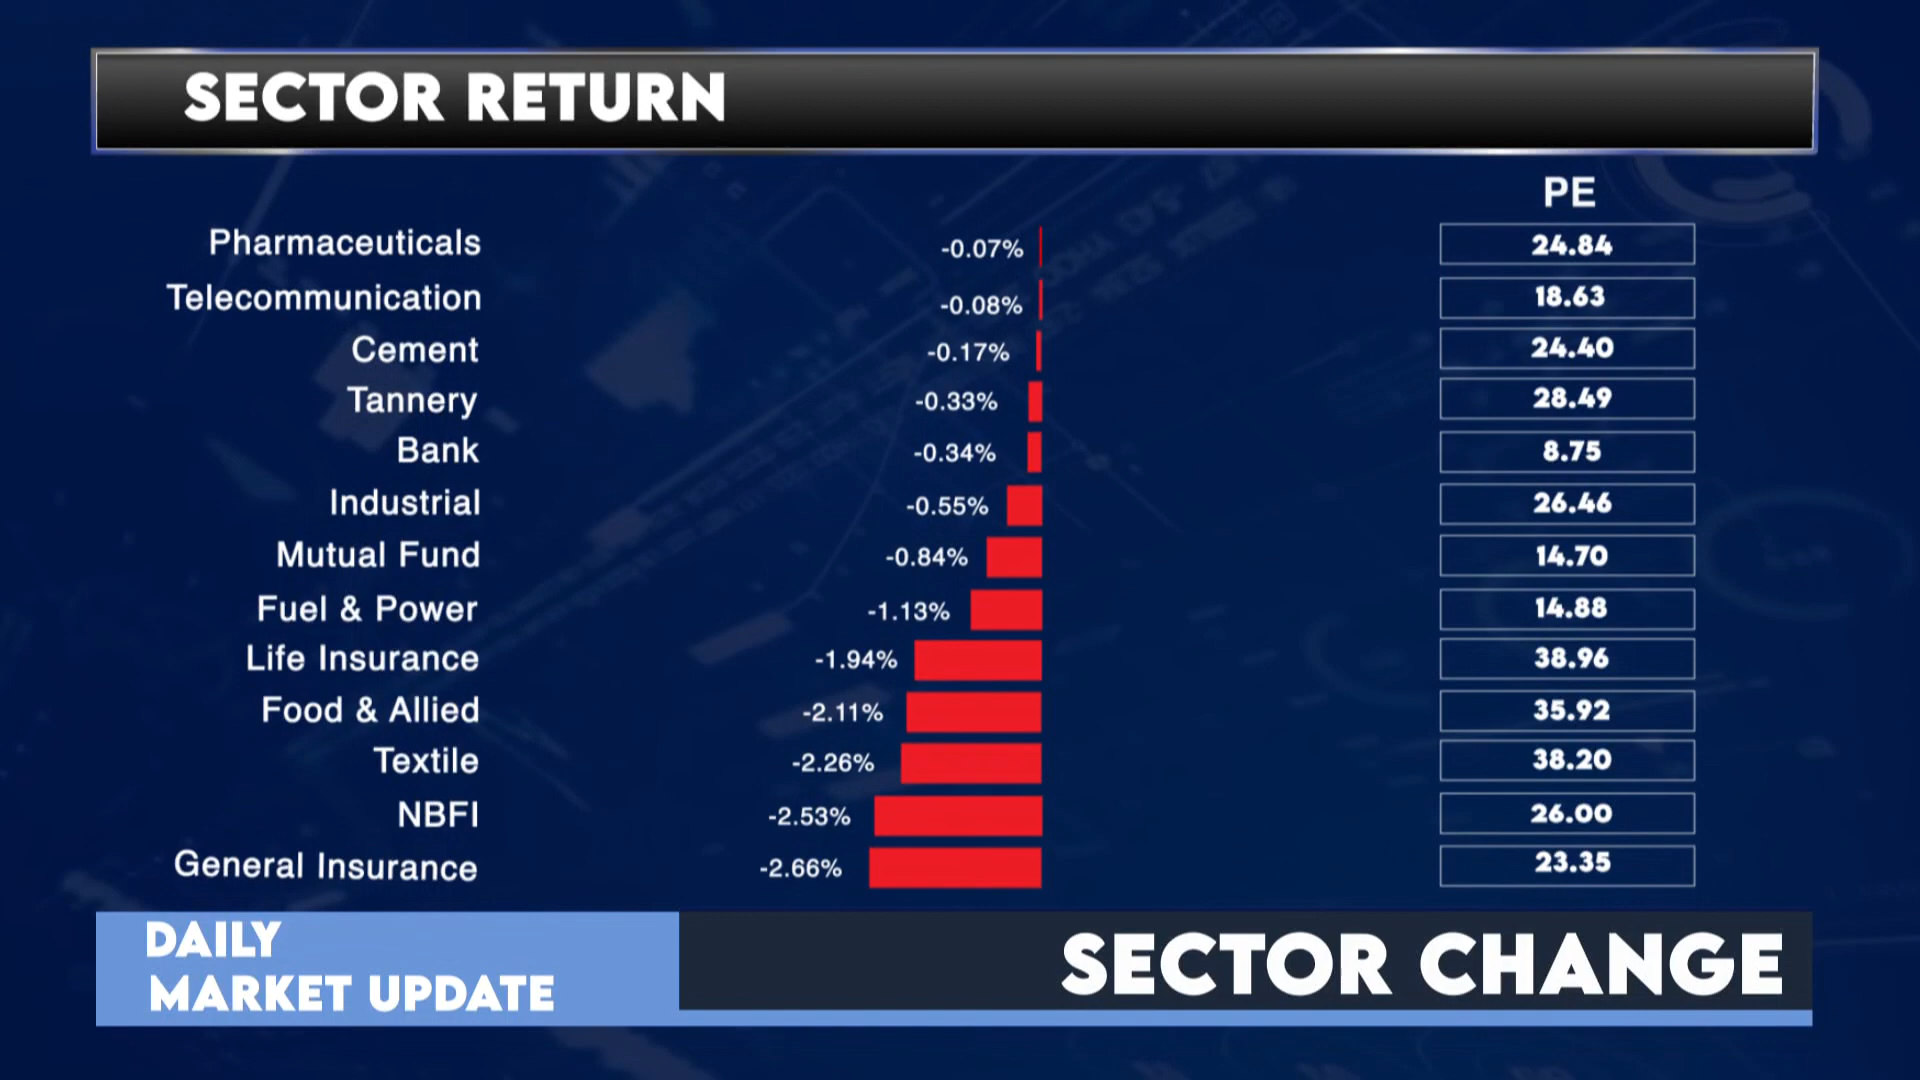 SECTOR RETURN
PE
Pharmaceuticals -0.07% 24.84
Telecommunication -0.08% 18.63
Cement -0.17% 24.40
Tannery -0.33% 28.49
Bank -0.34% 8.75
Industrial -0.55% 26.46
Mutual Fund -0.84% 14.70
Fuel & Power -1.13% 14.88
Life Insurance -1.94% 38.96
Food & Allied -2.11% 35.92
Textile -2.26% 38.20
NBFI -2.53% 26.00
General Insurance -2.66% 23.35
DAILY
MARKET UPDATE
SECTOR CHANGE